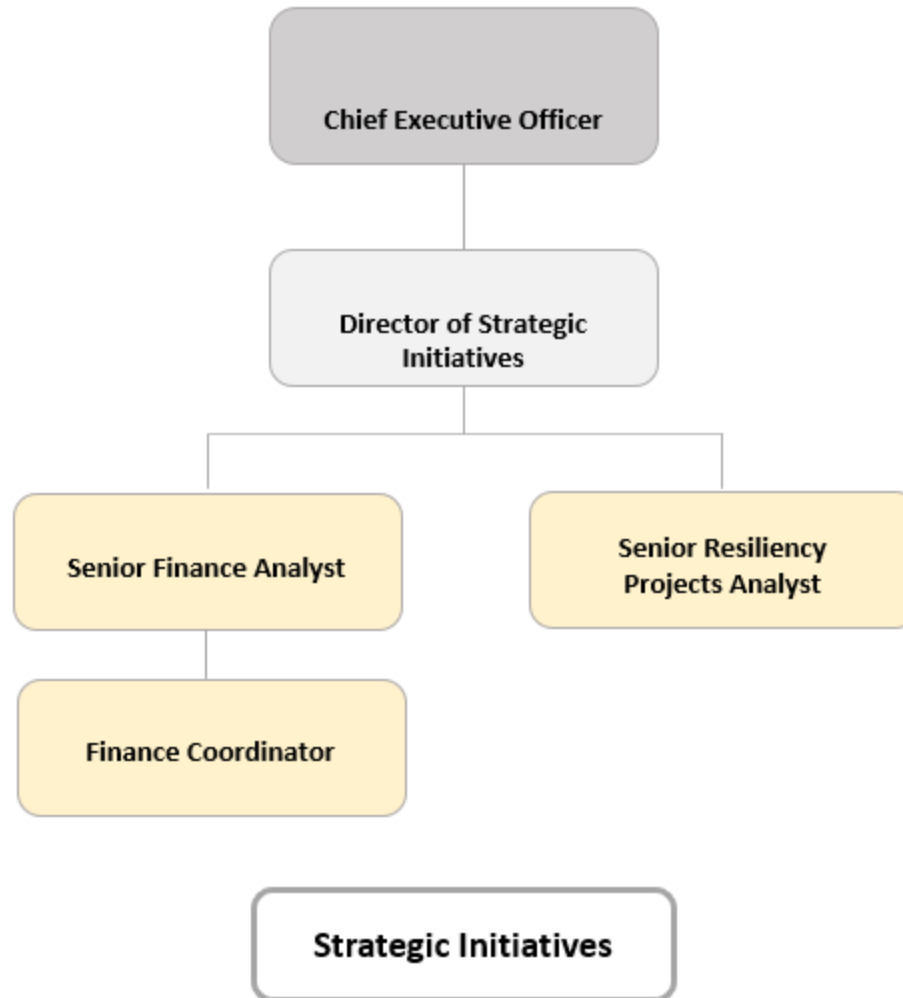 Chief Executive Officer
Director of Strategic
Initiatives
Senior Finance Analyst
Senior Resiliency
Projects Analyst
Finance Coordinator
Strategic Initiatives